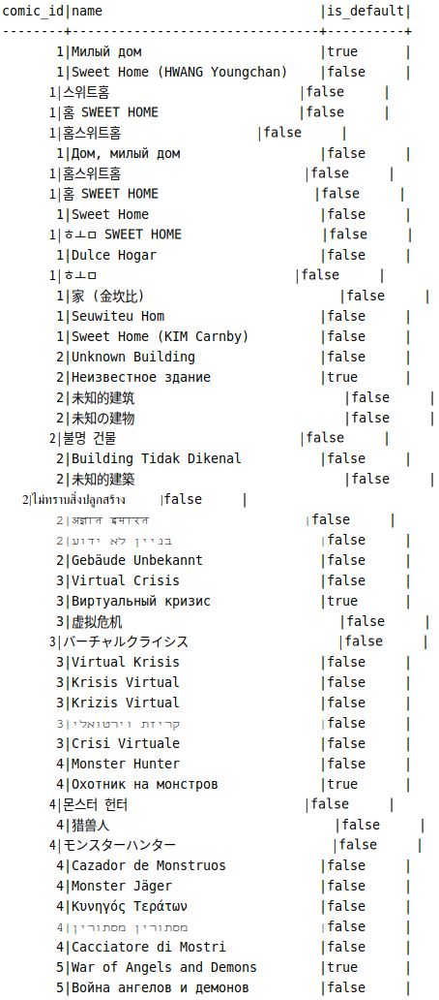 comic_id|name                               |is_default|
--------+-----------------------------------+----------+
       1|Милый дом                          |true      |
       1|Sweet Home (HWANG Youngchan)       |false     |
       1|스위트홈                               |false     |
       1|홈 SWEET HOME                       |false     |
       1|홈스위트홈                              |false     |
       1|Дом, милый дом                     |false     |
       1|홈스위트홈                              |false     |
       1|홈 SWEET HOME                       |false     |
       1|Sweet Home                         |false     |
       1|ㅎㅗㅁ SWEET HOME                     |false     |
       1|Dulce Hogar                        |false     |
       1|ㅎㅗㅁ                                |false     |
       1|家 (金坎比)                            |false     |
       1|Seuwiteu Hom                       |false     |
       1|Sweet Home (KIM Carnby)            |false     |
       2|Unknown Building                   |false     |
       2|Неизвестное здание                 |true      |
       2|未知的建筑                              |false     |
       2|未知の建物                              |false     |
       2|불명 건물                              |false     |
       2|Building Tidak Dikenal             |false     |
       2|未知的建築                              |false     |
       2|ไม่ทราบสิ่งปลูกสร้าง               |false     |
       2|अज्ञात इमारत                       |false     |
       2|בניין לא ידוע                      |false     |
       2|Gebäude Unbekannt                  |false     |
       3|Virtual Crisis                     |false     |
       3|Виртуальный кризис                 |true      |
       3|虚拟危机                               |false     |
       3|バーチャルクライシス                         |false     |
       3|Virtual Krisis                     |false     |
       3|Krisis Virtual                     |false     |
       3|Krizis Virtual                     |false     |
       3|קריזת וירטואלי                     |false     |
       3|Crisi Virtuale                     |false     |
       4|Monster Hunter                     |false     |
       4|Охотник на монстров                |true      |
       4|몬스터 헌터                             |false     |
       4|猎兽人                                |false     |
       4|モンスターハンター                          |false     |
       4|Cazador de Monstruos               |false     |
       4|Monster Jäger                      |false     |
       4|Κυνηγός Τεράτων                    |false     |
       4|מסתורין מסתורין                    |false     |
       4|Cacciatore di Mostri               |false     |
       5|War of Angels and Demons           |true      |
       5|Война ангелов и демонов            |false     |